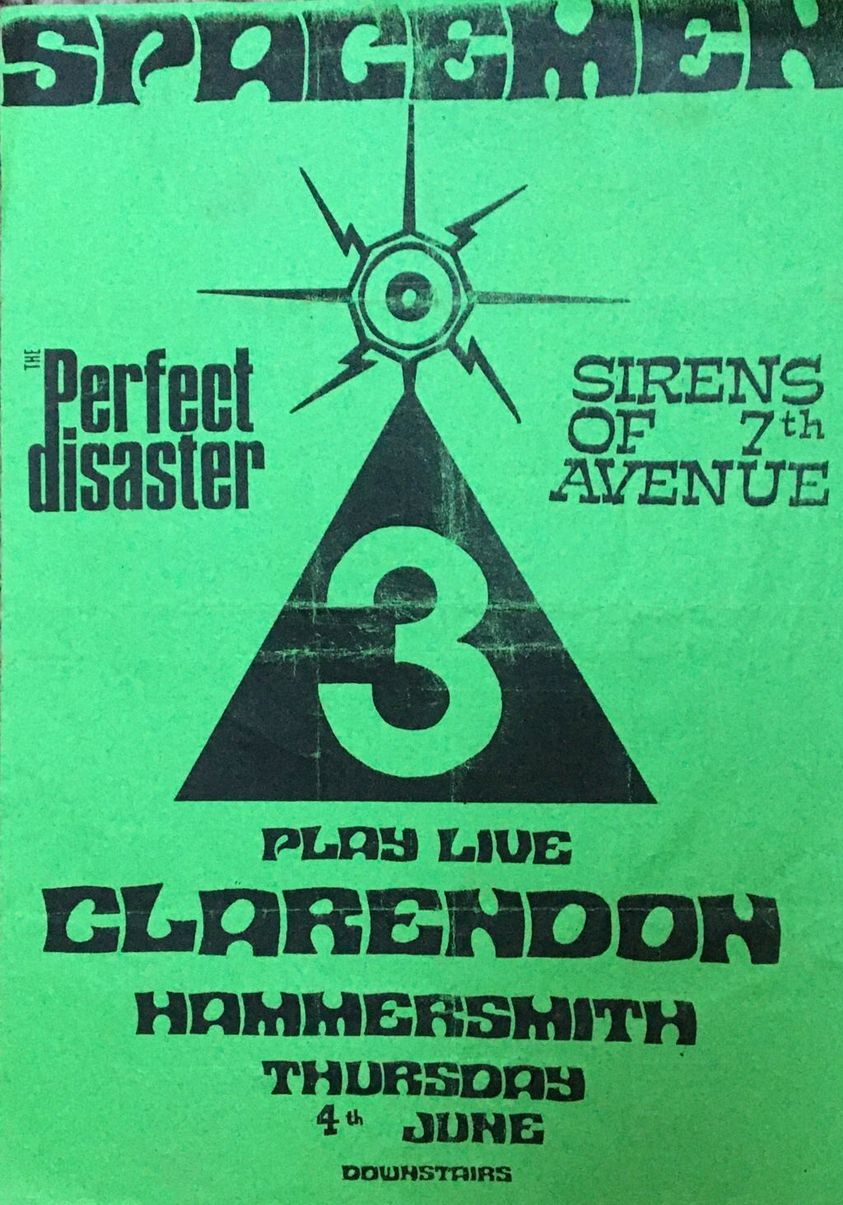 SPACEMEN
THE
Perfect
disaster
SIRENS
OF 7th
AVENUE
3
PLAY LIVE
CLARENDON
HAMMERSMITH
THURSDAY
4th JUNE
DOWNSTAIRS